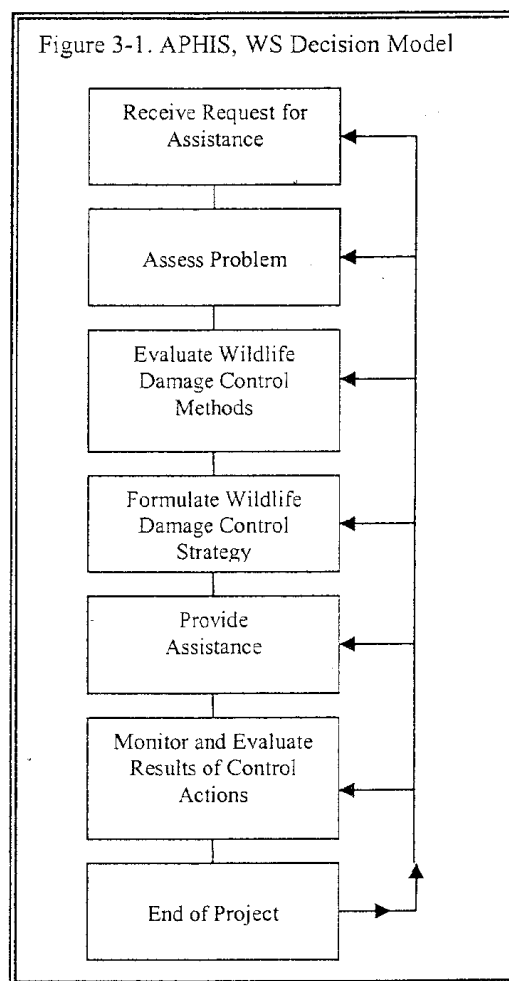 Figure 3-1. APHIS, WS Decision Model
Receive Request for
Assistance
Assess Problem
Evaluate Wildlife
Damage Control
Methods
Formulate Wildlife
Damage Control
Strategy
Provide
Assistance
Monitor and Evaluate
Results of Control
Actions
End of Project